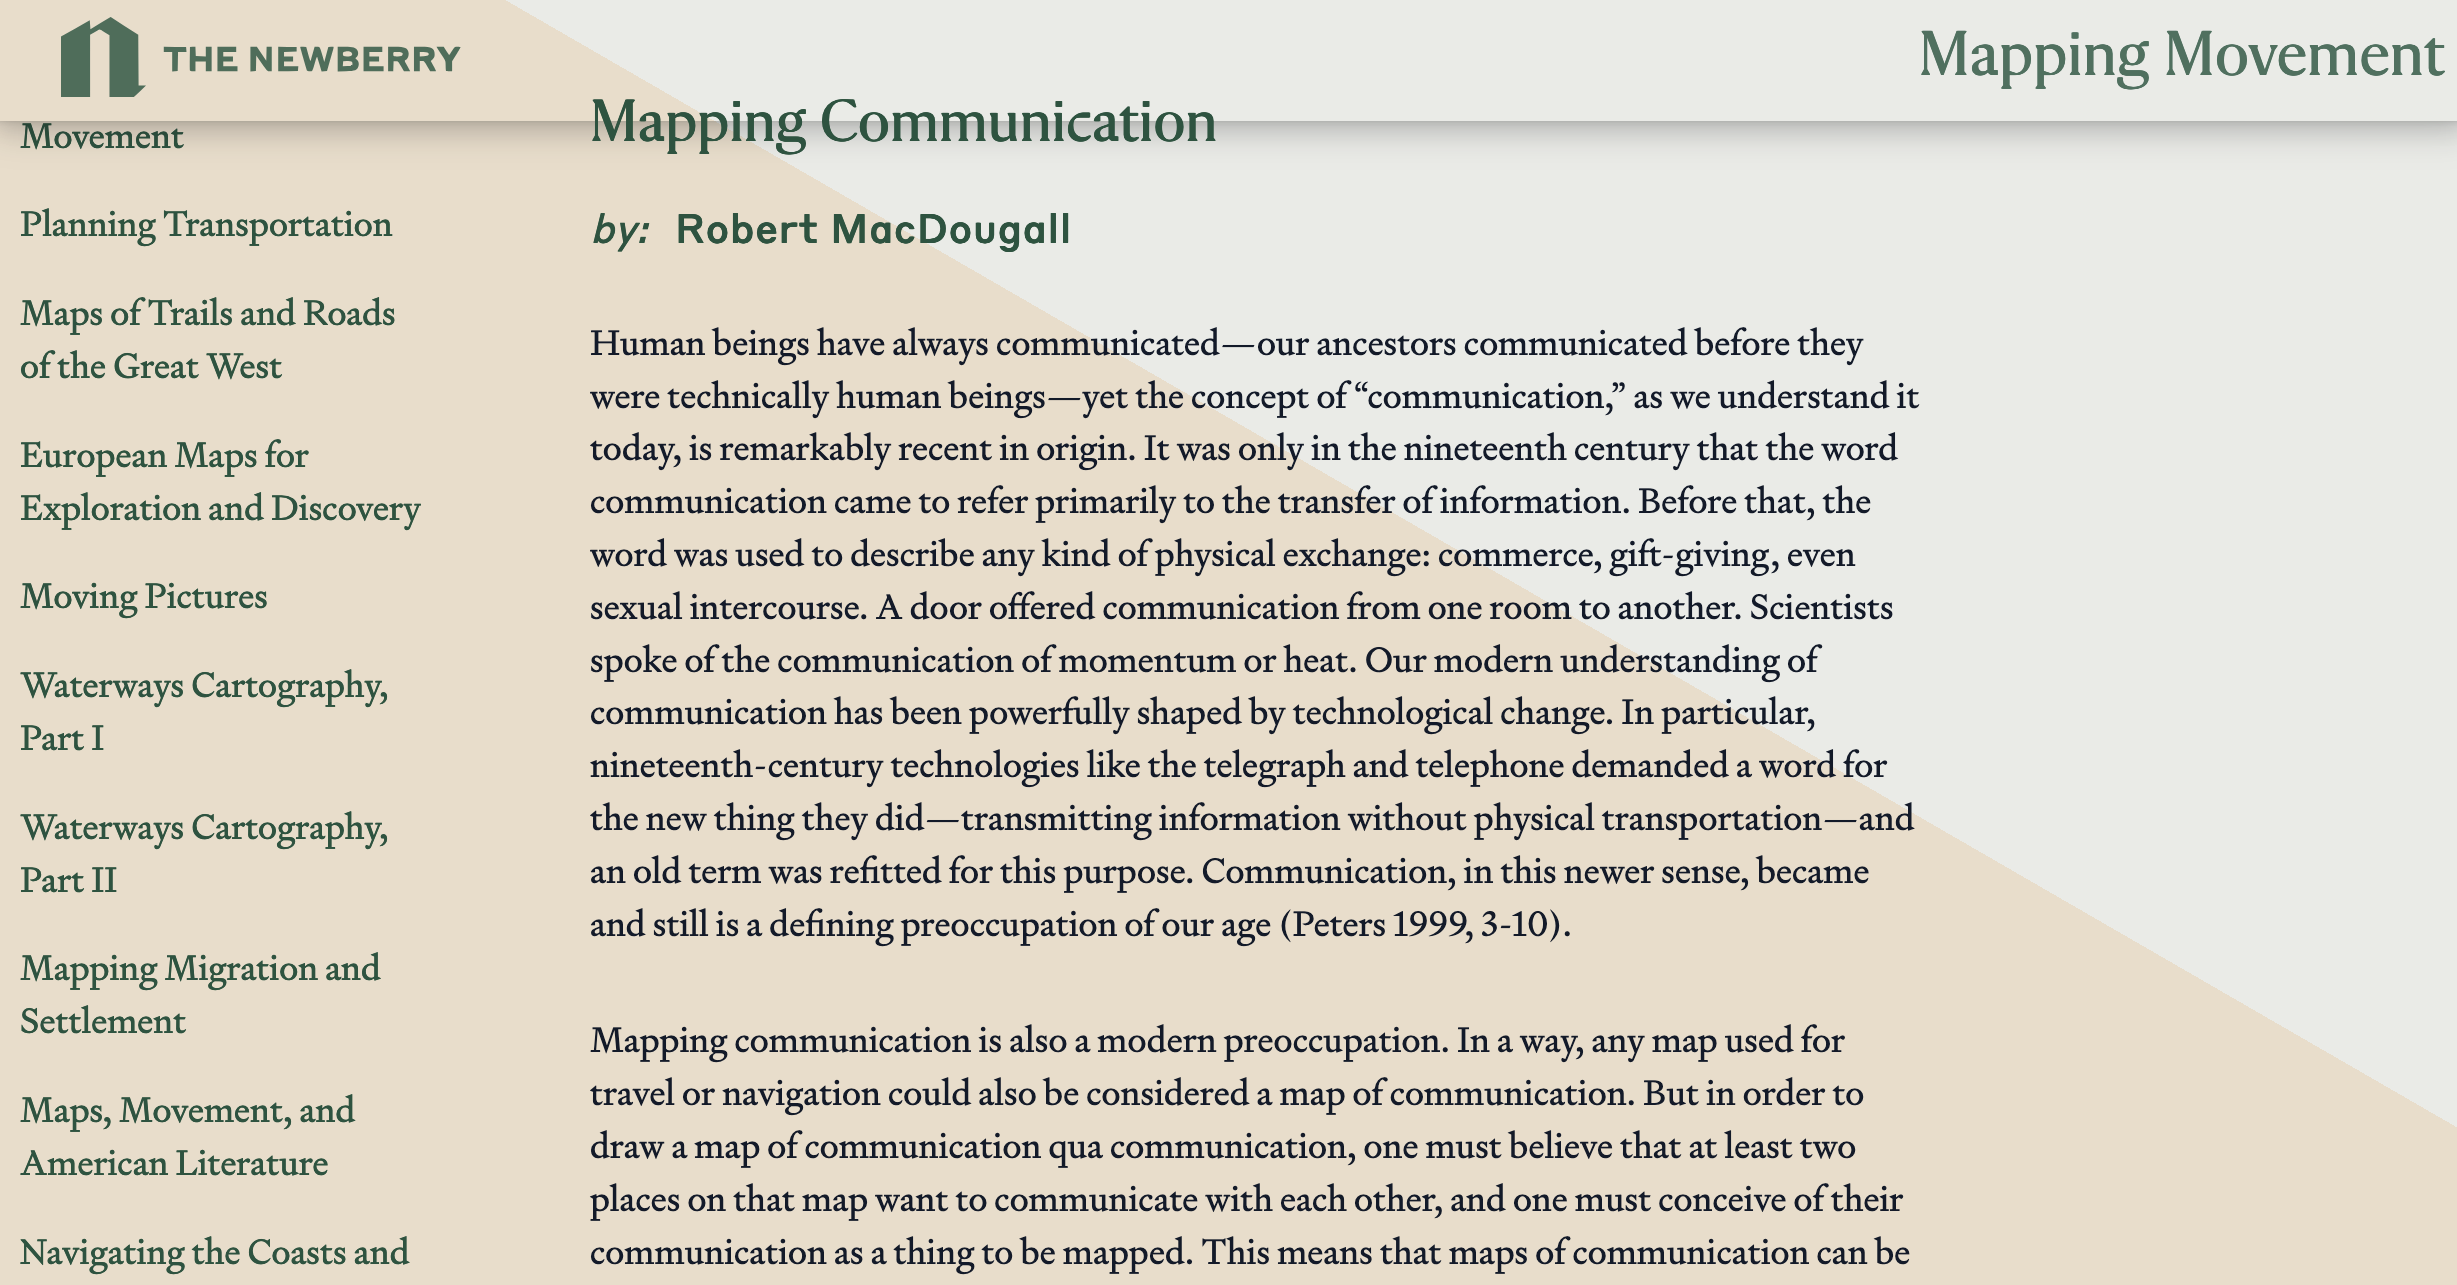 THE NEWBERRY
Mapping Movement
Movement
Planning Transportation
Maps of Trails and Roads
of the Great West
European Maps for
Exploration and Discovery
Moving Pictures
Waterways Cartography,
Part I
Waterways Cartography,
Part II
Mapping Migration and
Settlement
Maps, Movement, and
American Literature
Navigating the Coasts and
Mapping Communication
by: Robert MacDougall
Human beings have always communicated—our ancestors communicated before they
were technically human beings—yet the concept of “communication,” as we understand it
today, is remarkably recent in origin. It was only in the nineteenth century that the word
communication came to refer primarily to the transfer of information. Before that, the
word was used to describe any kind of physical exchange: commerce, gift-giving, even
sexual intercourse. A door offered communication from one room to another. Scientists
spoke of the communication of momentum or heat. Our modern understanding of
communication has been powerfully shaped by technological change. In particular,
nineteenth-century technologies like the telegraph and telephone demanded a word for
the new thing they did—transmitting information without physical transportation—and
an old term was refitted for this purpose. Communication, in this newer sense, became
and still is a defining preoccupation of our age (Peters 1999, 3-10).
Mapping communication is also a modern preoccupation. In a way, any map used for
travel or navigation could also be considered a map of communication. But in order to
draw a map of communication qua communication, one must believe that at least two
places on that map want to communicate with each other, and one must conceive of their
communication as a thing to be mapped. This means that maps of communication can be